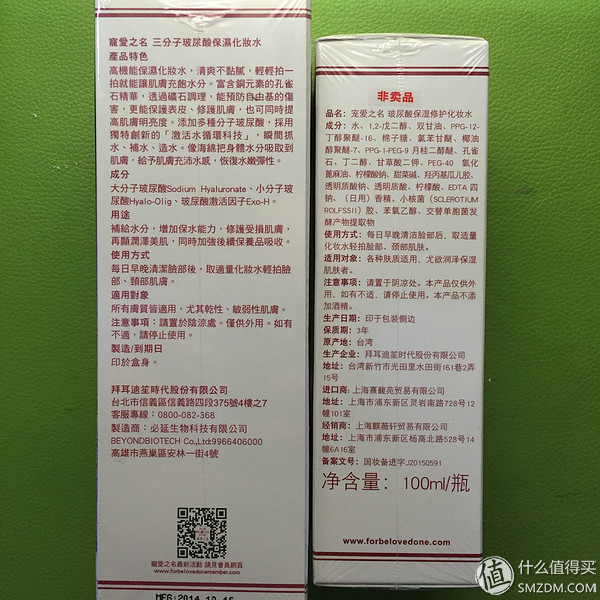 寵愛之名 三分子玻尿酸保濕化妝水
產品特色
高機能保濕化妝水，清爽不黏膩，輕輕拍一
拍就能讓肌膚充飽水分。富含銅元素的孔雀
石精華，透過礦石調理，能預防自由基的傷
害，更能保養表皮、修護肌膚，也可同時提
高肌膚明亮度。添加多種分子玻尿酸，採用
獨特創新的「激活水循環科技」，瞬間抓
水、補水、造水。像海綿把身體水分吸收到
肌膚，給予肌膚充沛水感，恢復水嫩彈性。
成分
大分子玻尿酸Sodium Hyaluronate、小分子玻
尿酸Hyalo-Olig、玻尿酸激活因子Exo-H。
用途
補給水分，增加保水能力，修護受損肌膚，
再顯潤澤美肌，同時加強後續保養品吸收。
使用方式
每日早晚清潔臉部後，取適量化妝水輕拍臉
部、頸部肌膚。
適用對象
所有膚質皆適用，尤其乾性、敏弱性肌膚。
注意事項：請置於陰涼處。僅供外用。如有
不適，請停止使用。
製造/到期日
印於盒身。
拜耳迪笙時代股份有限公司
台北市信義區信義路四段375號4樓之7
客服專線：0800-082-368
製造商：必延生物科技有限公司
BEYONDBIOTECH Co.,Ltd:9966406000
高雄市燕巢區安林一街4號
寵愛之名最新活動 請見會員網頁
www.forbelovedonemember.com
MFG:2014.10.15
非卖品
品名：宠爱之名 玻尿酸保湿修护化妆水
成分：水、1,2-戊二醇、双甘油、PPG-12-
丁醇聚醚-16、棉子糖、氯苯甘醚、椰油
醇聚醚-7、PPG-1-PEG-9 月桂二醇醚、孔雀
石、丁二醇、甘草酸二钾、PEG-40 氢化
蓖麻油、柠檬酸钠、甜菜碱、羟丙基瓜儿胶、
透明质酸钠、透明质酸、柠檬酸、EDTA 四
钠、（日用）香精、小核菌（SCLEROTIUM
ROLFSSII）胶、苯氧乙醇、交替单胞菌发
酵产物提取物
使用方式：每日早晚清洁脸部后、取适量
化妆水轻拍脸部、颈部肌肤。
适用对象：各种肤质适用，尤欲润泽保湿
肌肤者。
注意事项：请置于阴凉处。本产品仅供外
用，如有不适，请停止使用。本产品不添
加酒精。
生产日期：印于包装侧边
保质期：3年
原产地：台湾
生产企业：拜耳迪笙时代股份有限公司
地址：台湾新竹市光田里水田街161巷2弄
15号
进口商：上海寨馥苑贸易有限公司
地址：上海市浦东新区灵岩南路728号12
幢101室
经销商：上海麒薇轩贸易有限公司
地址：上海市浦东新区杨高北路528号14
幢6A16室
备案文号：国妆备进字J20150591
净含量：100ml/瓶
www.forbelovedone.com
值 什么值得买
SMZDM.COM